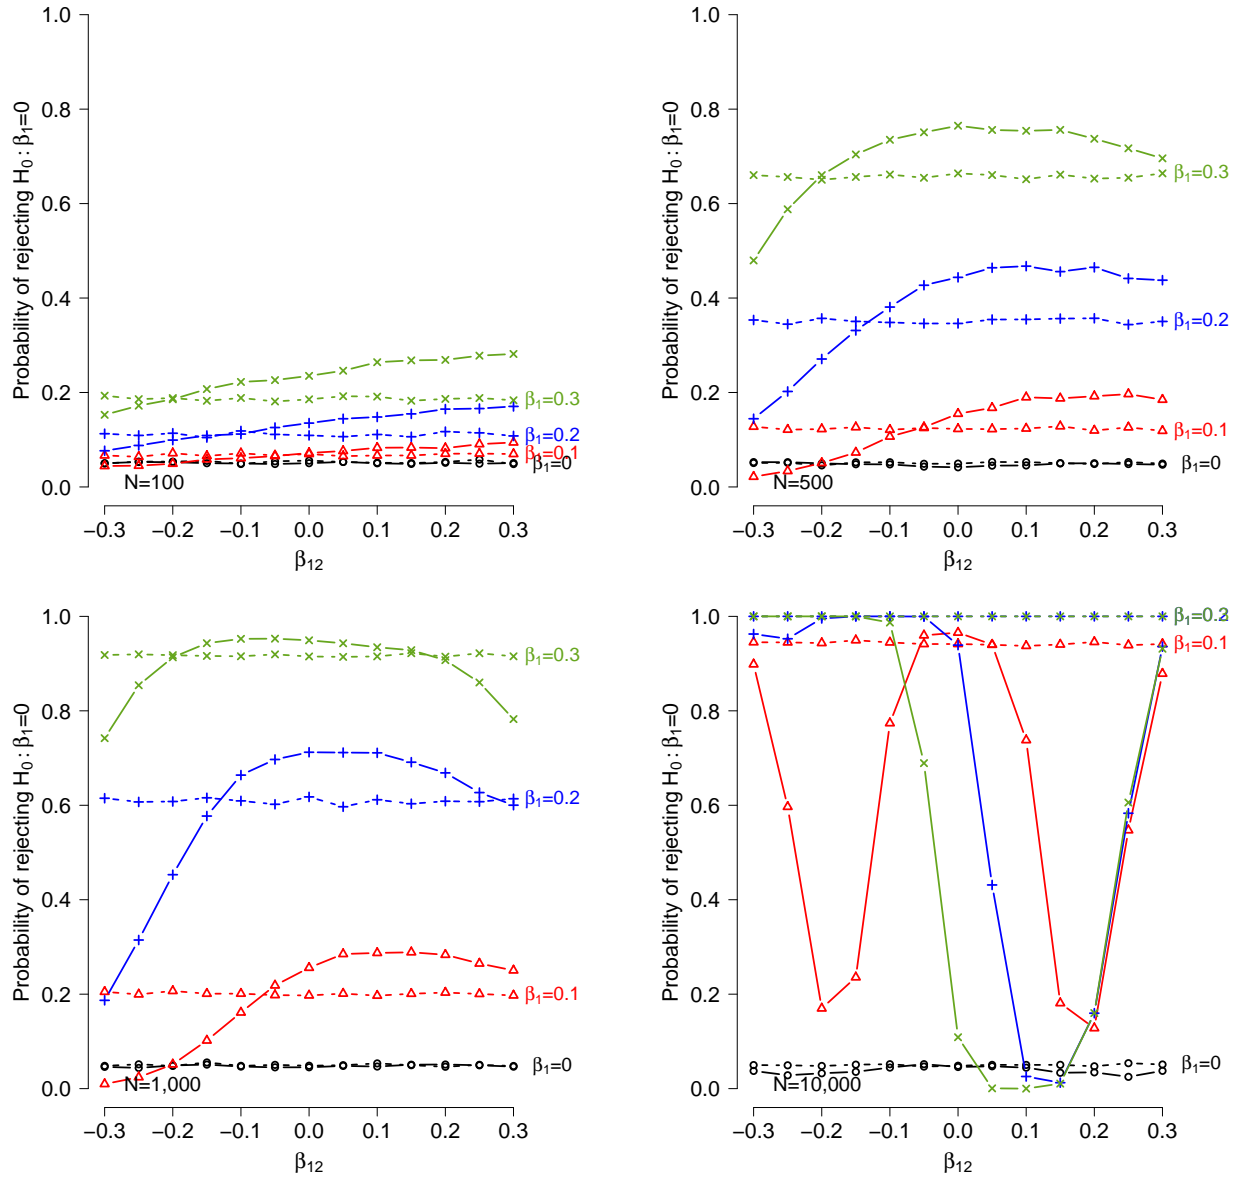 Probability of rejecting H₀: β₁=0
1.0
0.8
0.6
0.4
0.2
0.0
β₁=0.3
β₁=0.2
β₁=0.1
β₁=0
N=100
−0.3 −0.2 −0.1 0.0 0.1 0.2 0.3
β₁₂
Probability of rejecting H₀: β₁=0
1.0
0.8
0.6
0.4
0.2
0.0
β₁=0.3
β₁=0.2
β₁=0.1
β₁=0
N=500
−0.3 −0.2 −0.1 0.0 0.1 0.2 0.3
β₁₂
Probability of rejecting H₀: β₁=0
1.0
0.8
0.6
0.4
0.2
0.0
β₁=0.3
β₁=0.2
β₁=0.1
β₁=0
N=1,000
−0.3 −0.2 −0.1 0.0 0.1 0.2 0.3
β₁₂
Probability of rejecting H₀: β₁=0
1.0
0.8
0.6
0.4
0.2
0.0
β₁=0.1
β₁=0
N=10,000
−0.3 −0.2 −0.1 0.0 0.1 0.2 0.3
β₁₂